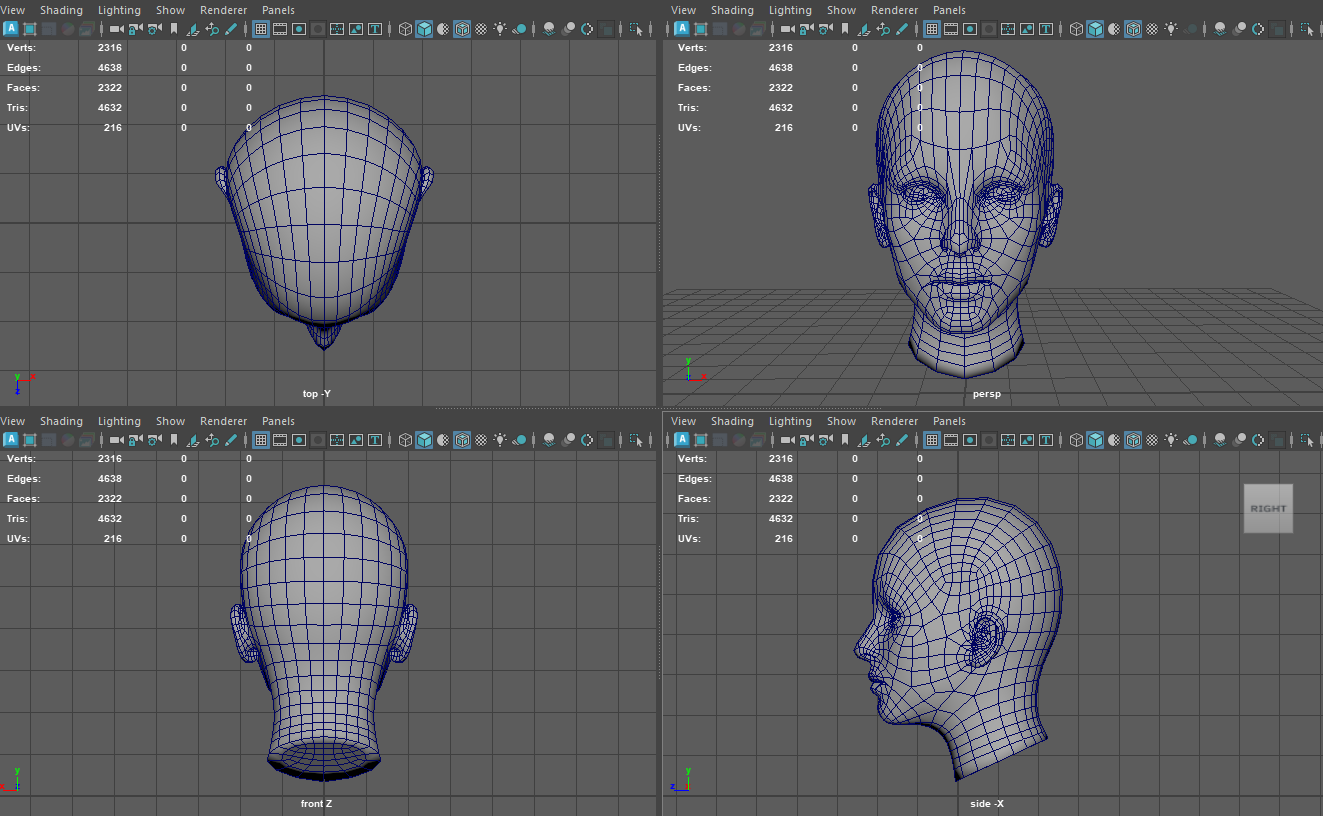 View Shading Lighting Show Renderer Panels
A T
Verts: 2316 0 0
Edges: 4638 0 0
Faces: 2322 0 0
Tris: 4632 0 0
UVs: 216 0 0
y x z
top -Y
View Shading Lighting Show Renderer Panels
A T
Verts: 2316 0 0
Edges: 4638 0 0
Faces: 2322 0 0
Tris: 4632 0 0
UVs: 216 0 0
y x
persp
View Shading Lighting Show Renderer Panels
A T
Verts: 2316 0 0
Edges: 4638 0 0
Faces: 2322 0 0
Tris: 4632 0 0
UVs: 216 0 0
y
x z
front Z
View Shading Lighting Show Renderer Panels
A T
Verts: 2316 0 0
Edges: 4638 0 0
Faces: 2322 0 0
Tris: 4632 0 0
UVs: 216 0 0
RIGHT
y
z
side -X